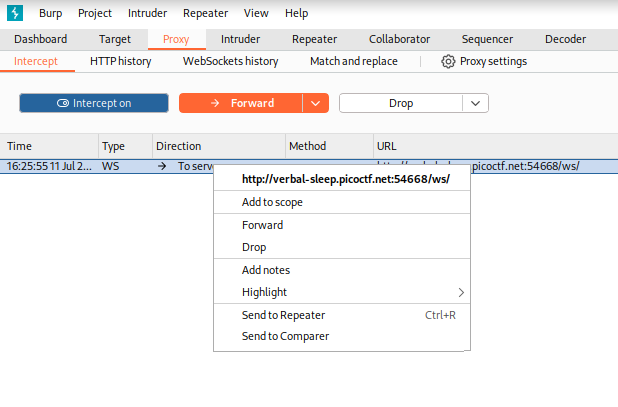 Burp Project Intruder Repeater View Help
Dashboard Target Proxy Intruder Repeater Collaborator Sequencer Decoder
Intercept HTTP history WebSockets history Match and replace Proxy settings
Intercept on Forward Drop
Time Type Direction Method URL
16:25:55 11 Jul 2... WS To serve picoctf.net:54668/ws/
http://verbal-sleep.picoctf.net:54668/ws/
Add to scope
Forward
Drop
Add notes
Highlight
Send to Repeater Ctrl+R
Send to Comparer